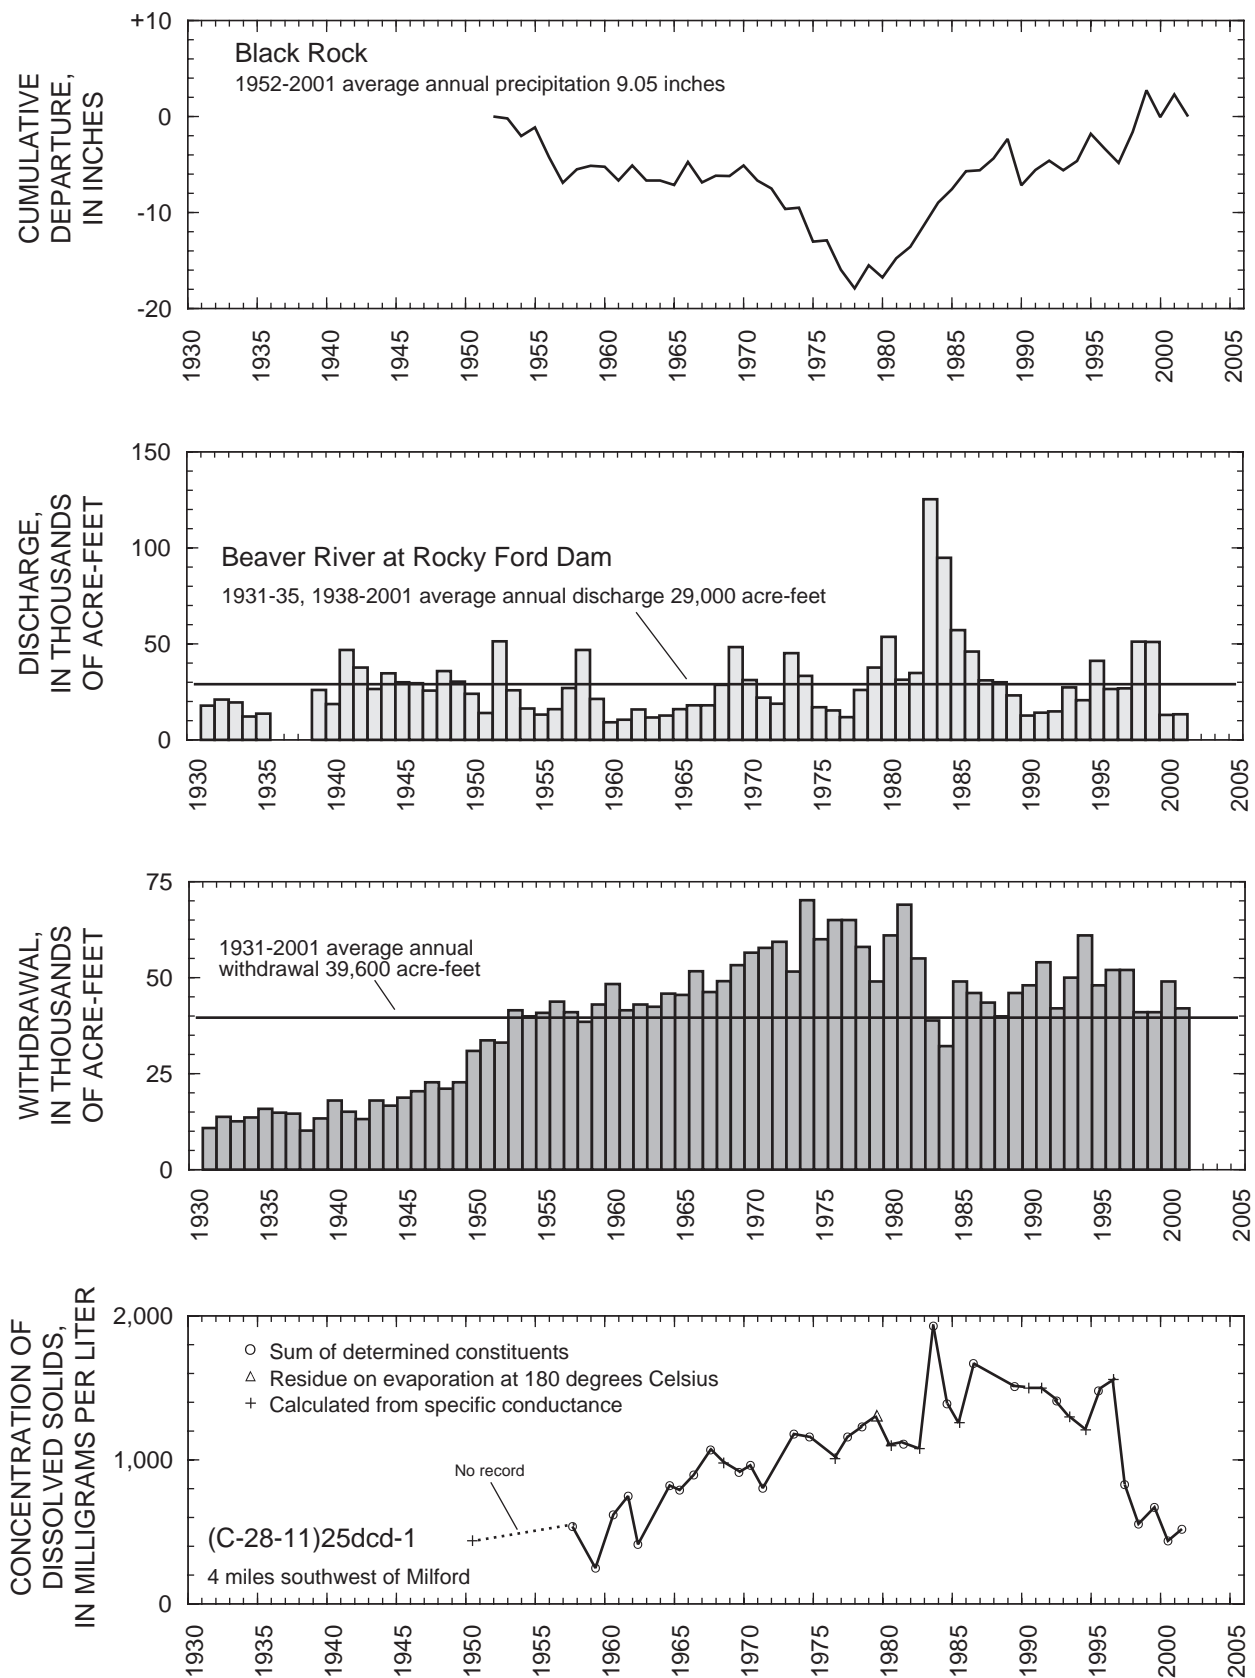 CUMULATIVE
DEPARTURE,
IN INCHES
+10
0
-10
-20
Black Rock
1952-2001 average annual precipitation 9.05 inches
1930 1935 1940 1945 1950 1955 1960 1965 1970 1975 1980 1985 1990 1995 2000 2005
DISCHARGE,
IN THOUSANDS
OF ACRE-FEET
150
100
50
0
Beaver River at Rocky Ford Dam
1931-35, 1938-2001 average annual discharge 29,000 acre-feet
1930 1935 1940 1945 1950 1955 1960 1965 1970 1975 1980 1985 1990 1995 2000 2005
WITHDRAWAL,
IN THOUSANDS
OF ACRE-FEET
75
50
25
0
1931-2001 average annual
withdrawal 39,600 acre-feet
1930 1935 1940 1945 1950 1955 1960 1965 1970 1975 1980 1985 1990 1995 2000 2005
CONCENTRATION OF
DISSOLVED SOLIDS,
IN MILLIGRAMS PER LITER
2,000
1,000
0
Sum of determined constituents
Residue on evaporation at 180 degrees Celsius
Calculated from specific conductance
No record
(C-28-11)25dcd-1
4 miles southwest of Milford
1930 1935 1940 1945 1950 1955 1960 1965 1970 1975 1980 1985 1990 1995 2000 2005